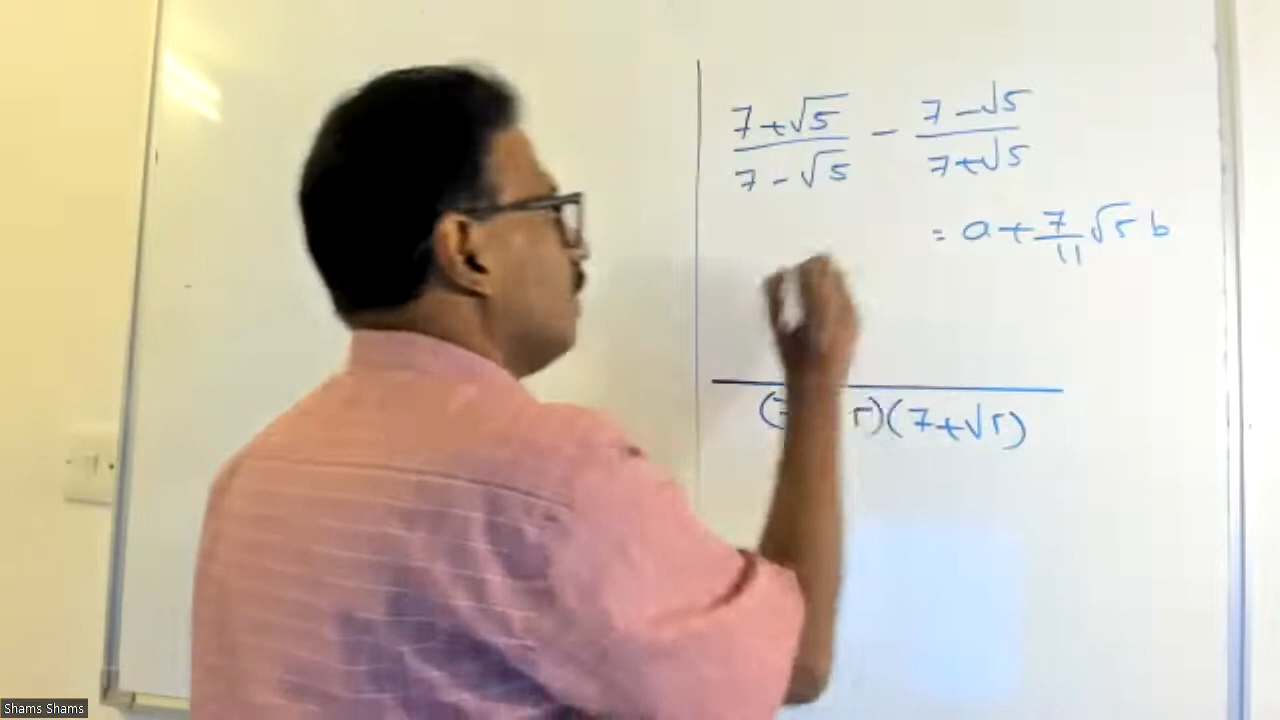 7+√5 / 7-√5 - 7-√5 / 7+√5
= a + 7/11 √5 b
(7 √5)(7+√5)
Shams Shams